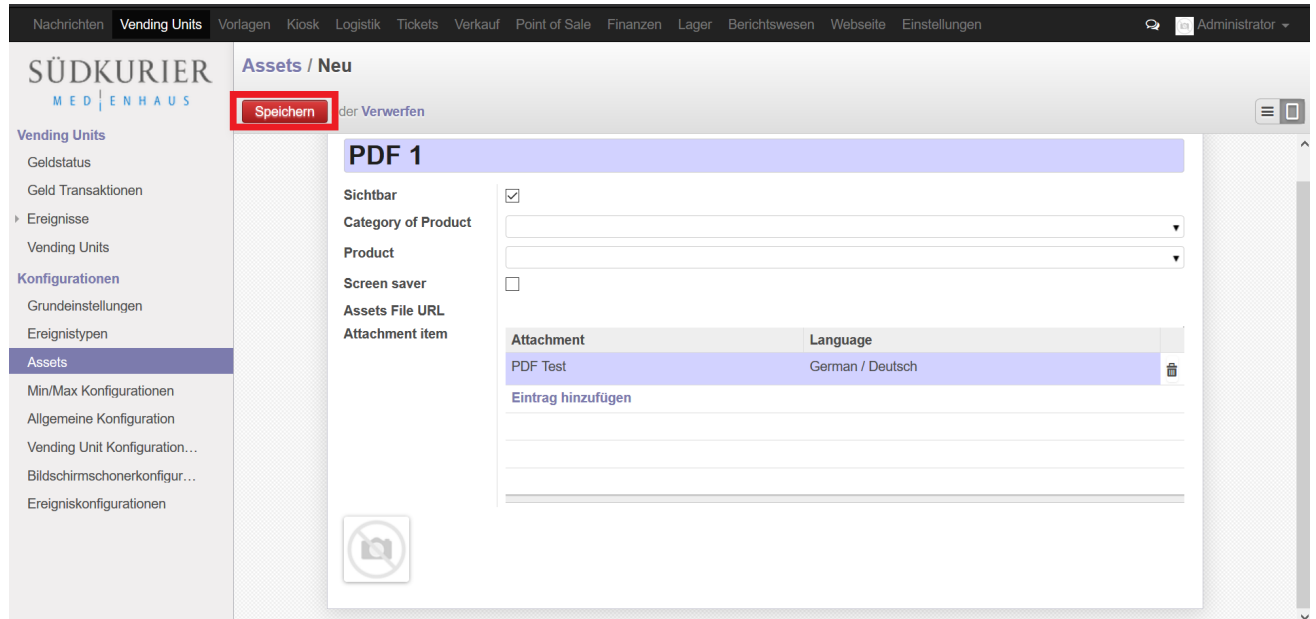 Nachrichten Vending Units Vorlagen Kiosk Logistik Tickets Verkauf Point of Sale Finanzen Lager Berichtswesen Webseite Einstellungen Administrator
SÜDKURIER
MEDIENHAUS
Vending Units
Geldstatus
Geld Transaktionen
Ereignisse
Vending Units
Konfigurationen
Grundeinstellungen
Ereignistypen
Assets
Min/Max Konfigurationen
Allgemeine Konfiguration
Vending Unit Konfiguration…
Bildschirmschonerkonfigur…
Ereigniskonfigurationen
Assets / Neu
Speichern der Verwerfen
PDF 1
Sichtbar
Category of Product
Product
Screen saver
Assets File URL
Attachment item
Attachment Language
PDF Test German / Deutsch
Eintrag hinzufügen